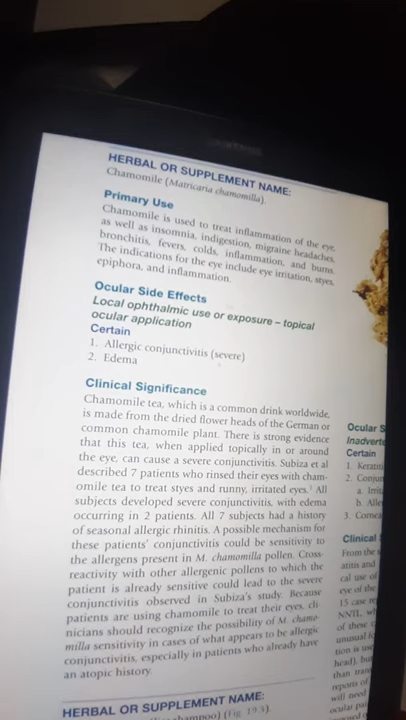 HERBAL OR SUPPLEMENT NAME:
Chamomile (Matricaria chamomilla).
Primary Use
Chamomile is used to treat inflammation of the eye,
as well as insomnia, indigestion, migraine headaches,
bronchitis, fevers, colds, inflammation, and burns.
The indications for the eye include eye irritation, styes,
epiphora, and inflammation.
Ocular Side Effects
Local ophthalmic use or exposure – topical
ocular application
Certain
1. Allergic conjunctivitis (severe)
2. Edema
Clinical Significance
Chamomile tea, which is a common drink worldwide,
is made from the dried flower heads of the German or
common chamomile plant. There is strong evidence
that this tea, when applied topically in or around
the eye, can cause a severe conjunctivitis. Subiza et al
described 7 patients who rinsed their eyes with cham-
omile tea to treat styes and runny, irritated eyes.¹ All
subjects developed severe conjunctivitis, with edema
occurring in 2 patients. All 7 subjects had a history
of seasonal allergic rhinitis. A possible mechanism for
these patients' conjunctivitis could be sensitivity to
the allergens present in M. chamomilla pollen. Cross-
reactivity with other allergenic pollens to which the
patient is already sensitive could lead to the severe
conjunctivitis observed in Subiza's study. Because
patients are using chamomile to treat their eyes, cli-
nicians should recognize the possibility of M. chamo-
milla sensitivity in cases of what appears to be allergic
conjunctivitis, especially in patients who already have
an atopic history.
HERBAL OR SUPPLEMENT NAME:
shampoo) (Fig. 19.3).
Ocular S
Inadverte
Certain
1. Keratiti
2. Conjun
a. Irrita
b. Alle
3. Cornea
Clinical
From the s
atitis and
cal use of
eye of the
15 case re
NNTL, wh
of these c
unusual fo
tion is use
head), but
than tran
reports of
will need
ocular pai